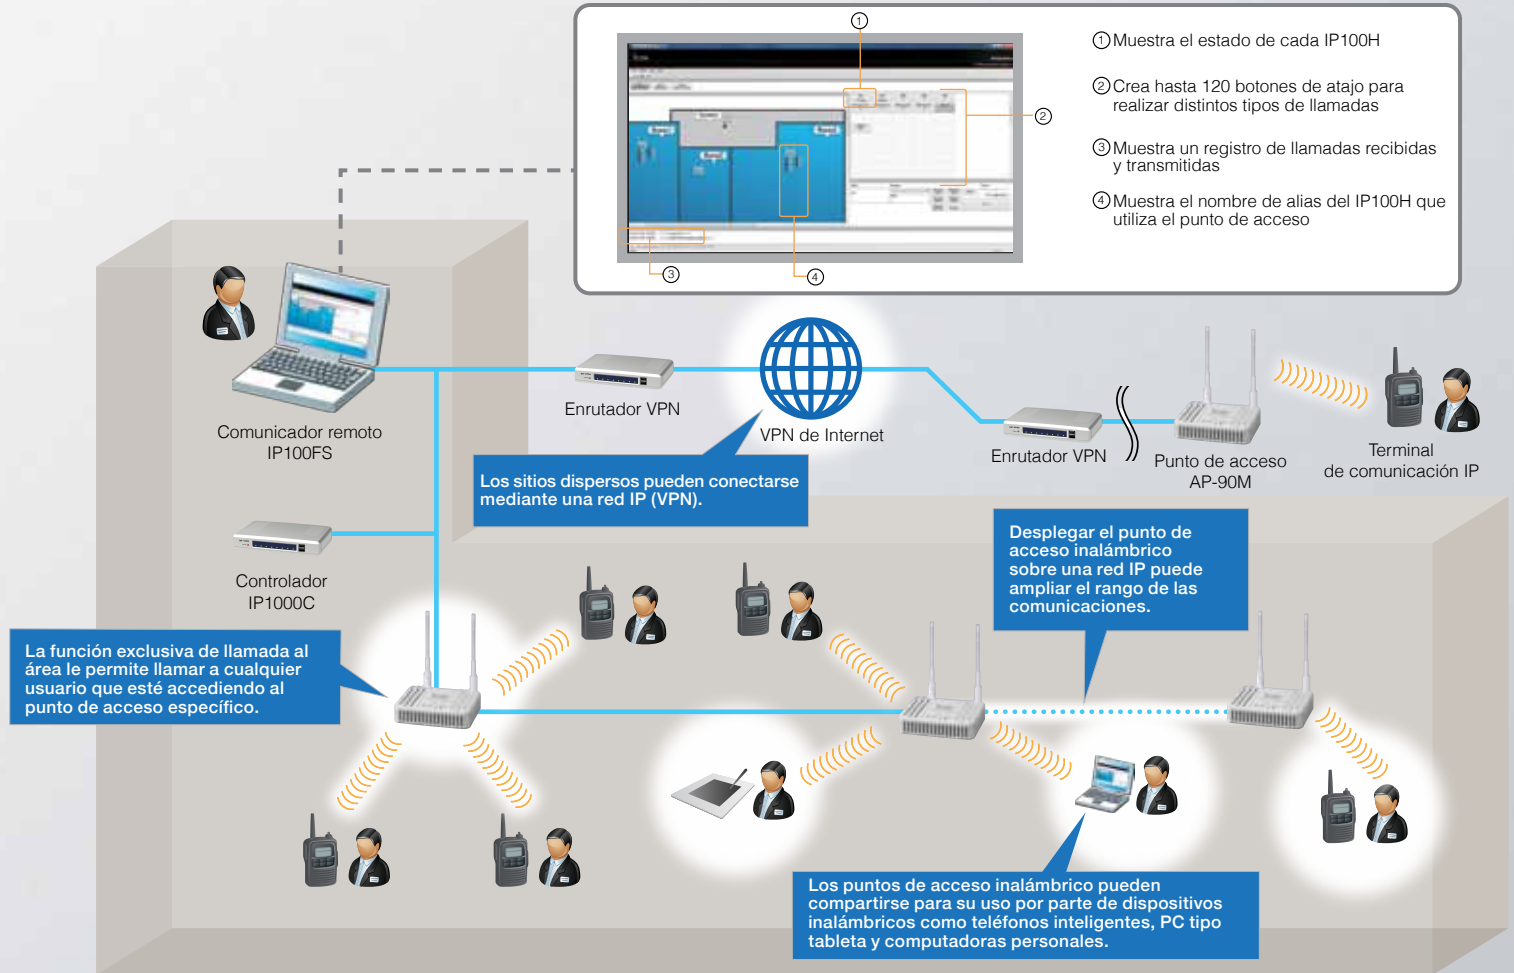 ①
②
③
④
①Muestra el estado de cada IP100H
②Crea hasta 120 botones de atajo para
realizar distintos tipos de llamadas
③Muestra un registro de llamadas recibidas
y transmitidas
④Muestra el nombre de alias del IP100H que
utiliza el punto de acceso
Comunicador remoto
IP100FS
Enrutador VPN
VPN de Internet
Enrutador VPN
Punto de acceso
AP-90M
Terminal
de comunicación IP
Los sitios dispersos pueden conectarse
mediante una red IP (VPN).
Controlador
IP1000C
Desplegar el punto de
acceso inalámbrico
sobre una red IP puede
ampliar el rango de las
comunicaciones.
La función exclusiva de llamada al
área le permite llamar a cualquier
usuario que esté accediendo al
punto de acceso específico.
Los puntos de acceso inalámbrico pueden
compartirse para su uso por parte de dispositivos
inalámbricos como teléfonos inteligentes, PC tipo
tableta y computadoras personales.